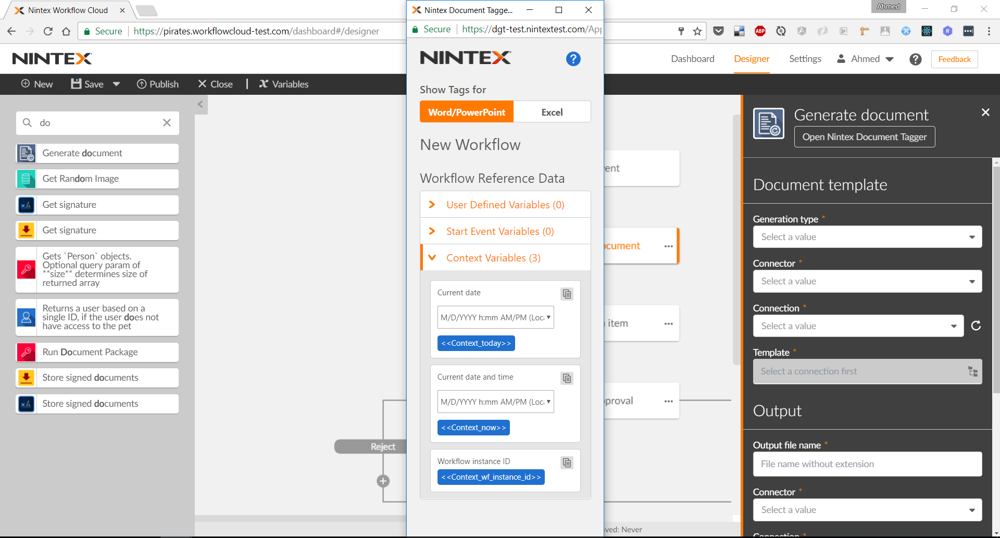 Nintex Workflow Cloud
Nintex Document Tagge...
Ahmed
Secure
https://pirates.workflowcloud-test.com/dashboard#/designer
Secure
https://dgt-test.nintextest.com/App
ABP
NINTEX
NINTEX
?
Dashboard
Designer
Settings
Ahmed
?
Feedback
New
Save
Publish
Close
Variables
do
Generate document
Get Random Image
Get signature
Get signature
Gets `Person` objects.
Optional query param of
**size** determines size of
returned array
Returns a user based on a
single ID, if the user does not
have access to the pet
Run Document Package
Store signed documents
Store signed documents
Reject
Show Tags for
Word/PowerPoint
Excel
New Workflow
Workflow Reference Data
User Defined Variables (0)
Start Event Variables (0)
Context Variables (3)
Current date
M/D/YYYY h:mm AM/PM (Loca
<<Context_today>>
Current date and time
M/D/YYYY h:mm AM/PM (Loca
<<Context_now>>
Workflow instance ID
<<Context_wf_instance_id>>
ent
ocument
item
proval
ved: Never
Generate document
Open Nintex Document Tagger
Document template
Generation type *
Select a value
Connector *
Select a value
Connection *
Select a value
Template *
Select a connection first
Output
Output file name *
File name without extension
Connector *
Select a value
Connection *